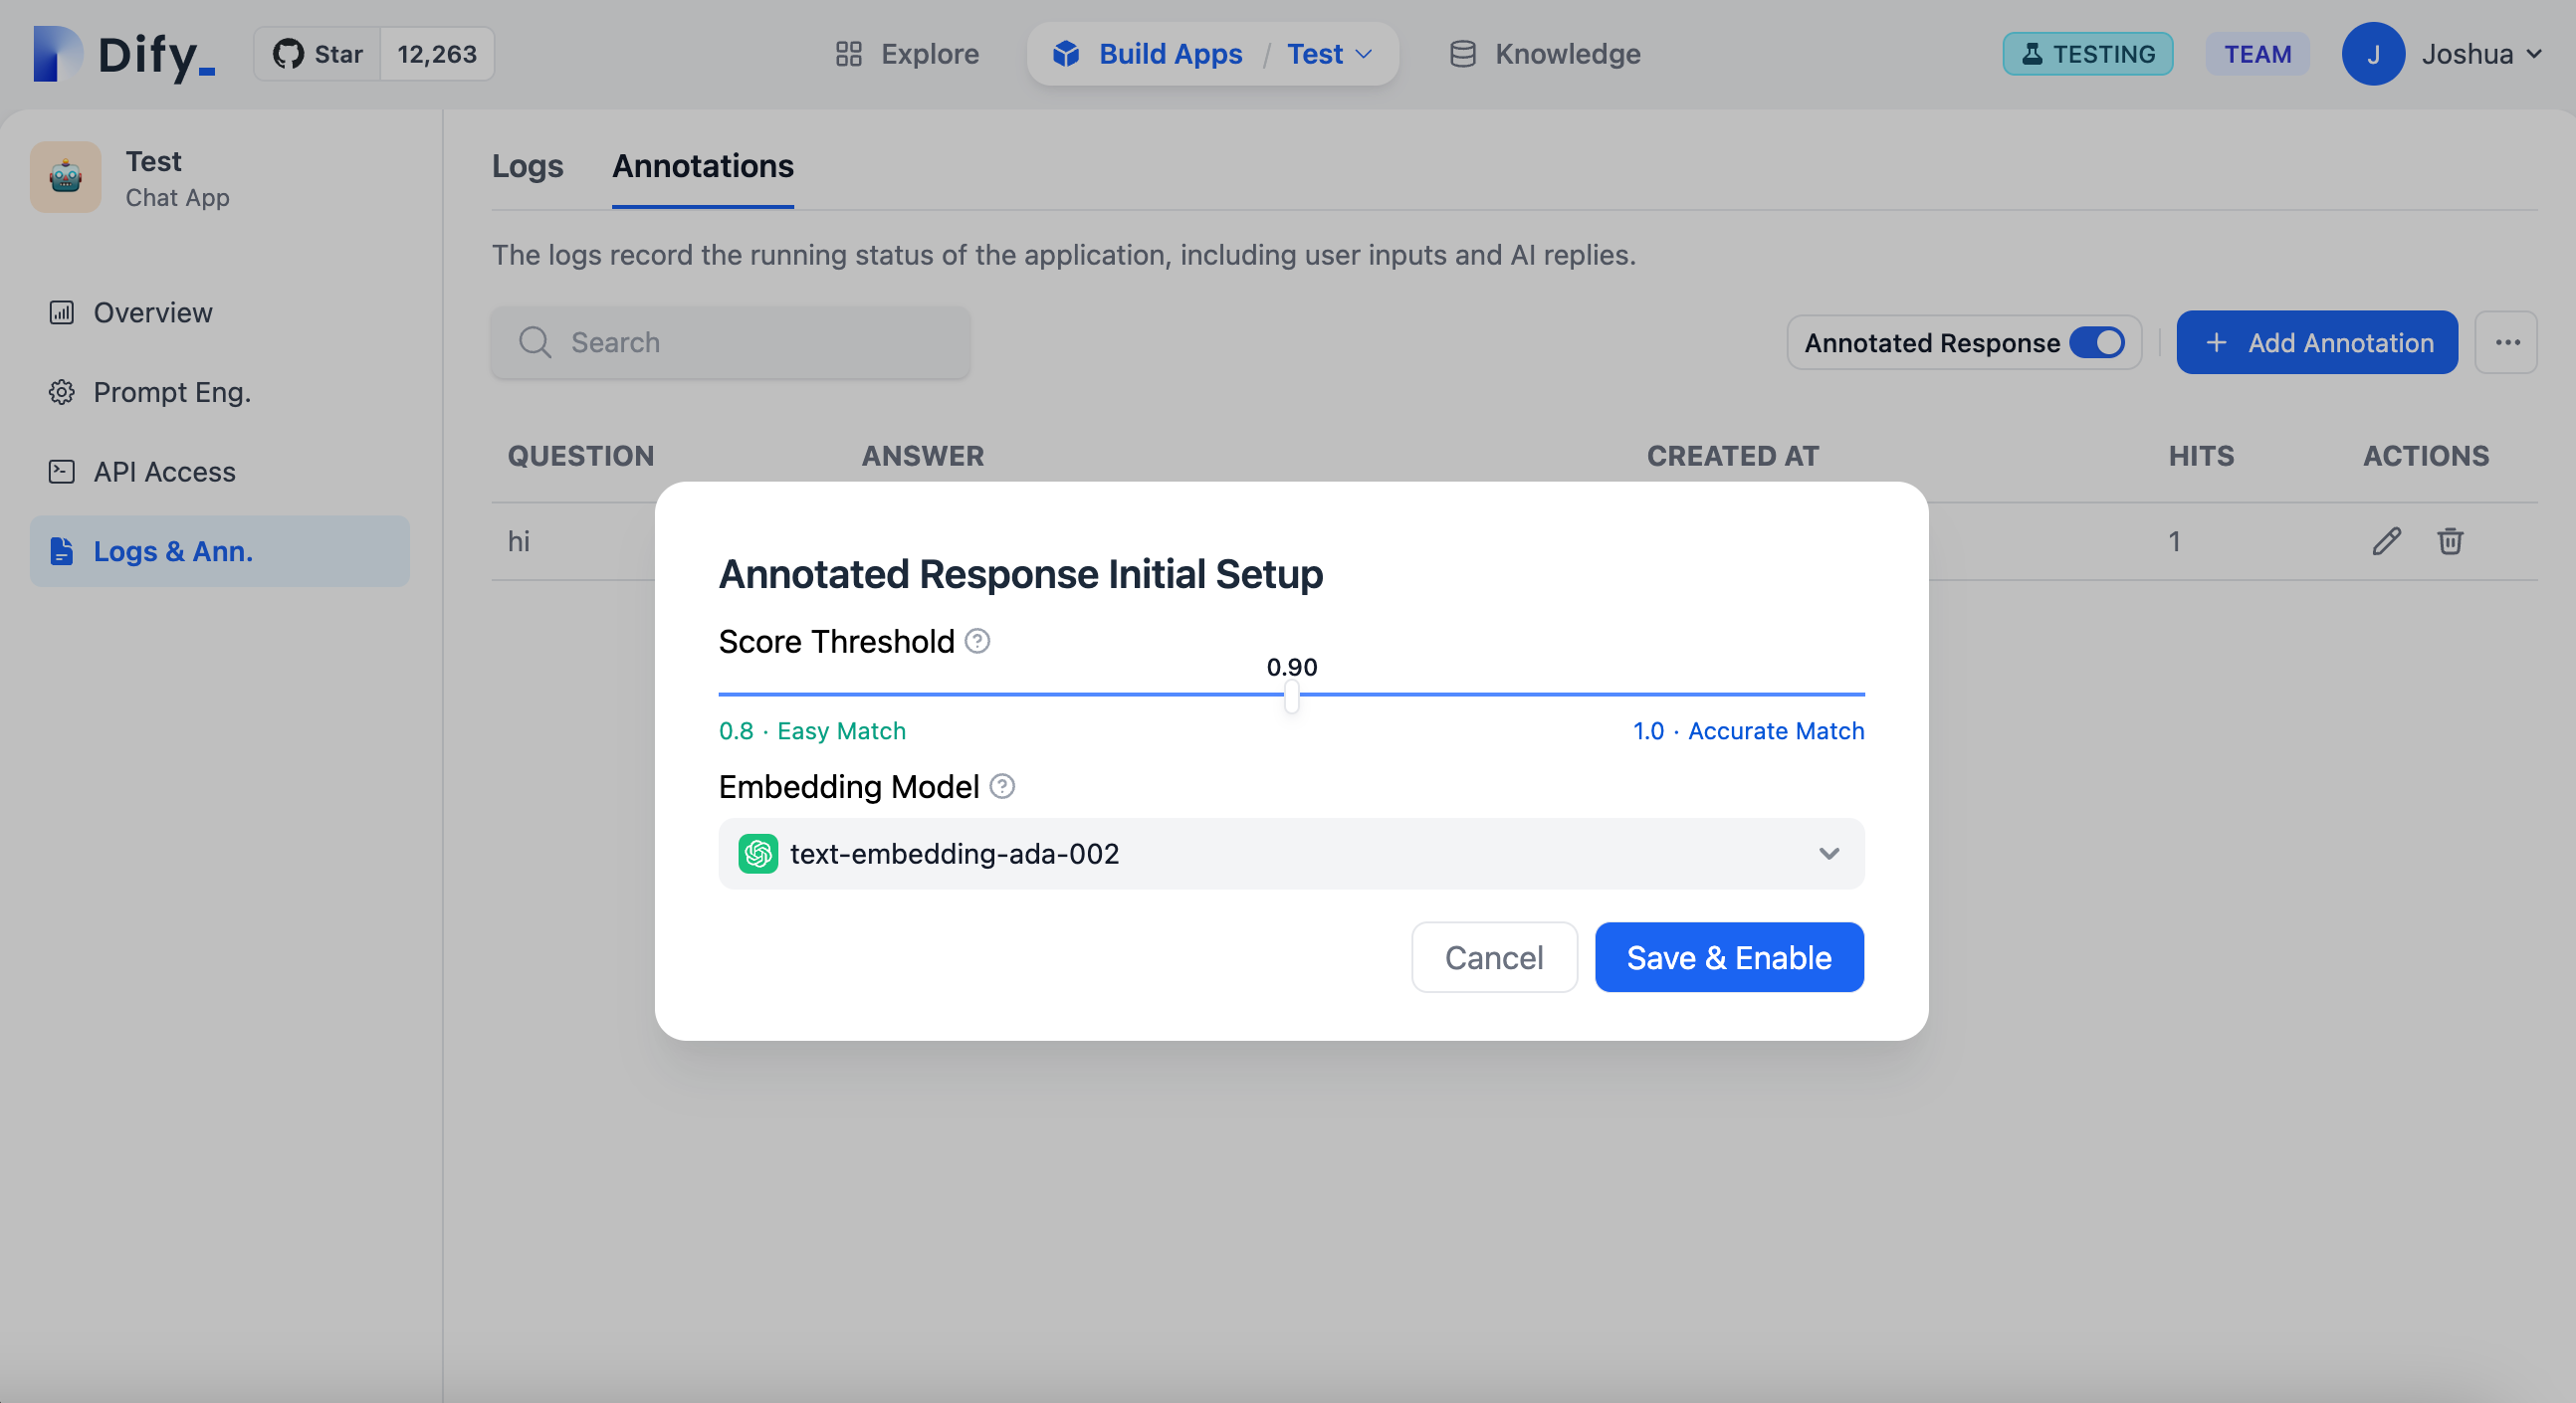 Dify_
Star 12,263
Explore
Build Apps / Test
Knowledge
TESTING
TEAM
J Joshua
Test
Chat App
Overview
Prompt Eng.
API Access
Logs & Ann.
Logs Annotations
The logs record the running status of the application, including user inputs and AI replies.
Search
Annotated Response
+ Add Annotation
QUESTION ANSWER CREATED AT HITS ACTIONS
hi 1
Annotated Response Initial Setup
Score Threshold
0.90
0.8 · Easy Match 1.0 · Accurate Match
Embedding Model
text-embedding-ada-002
Cancel Save & Enable